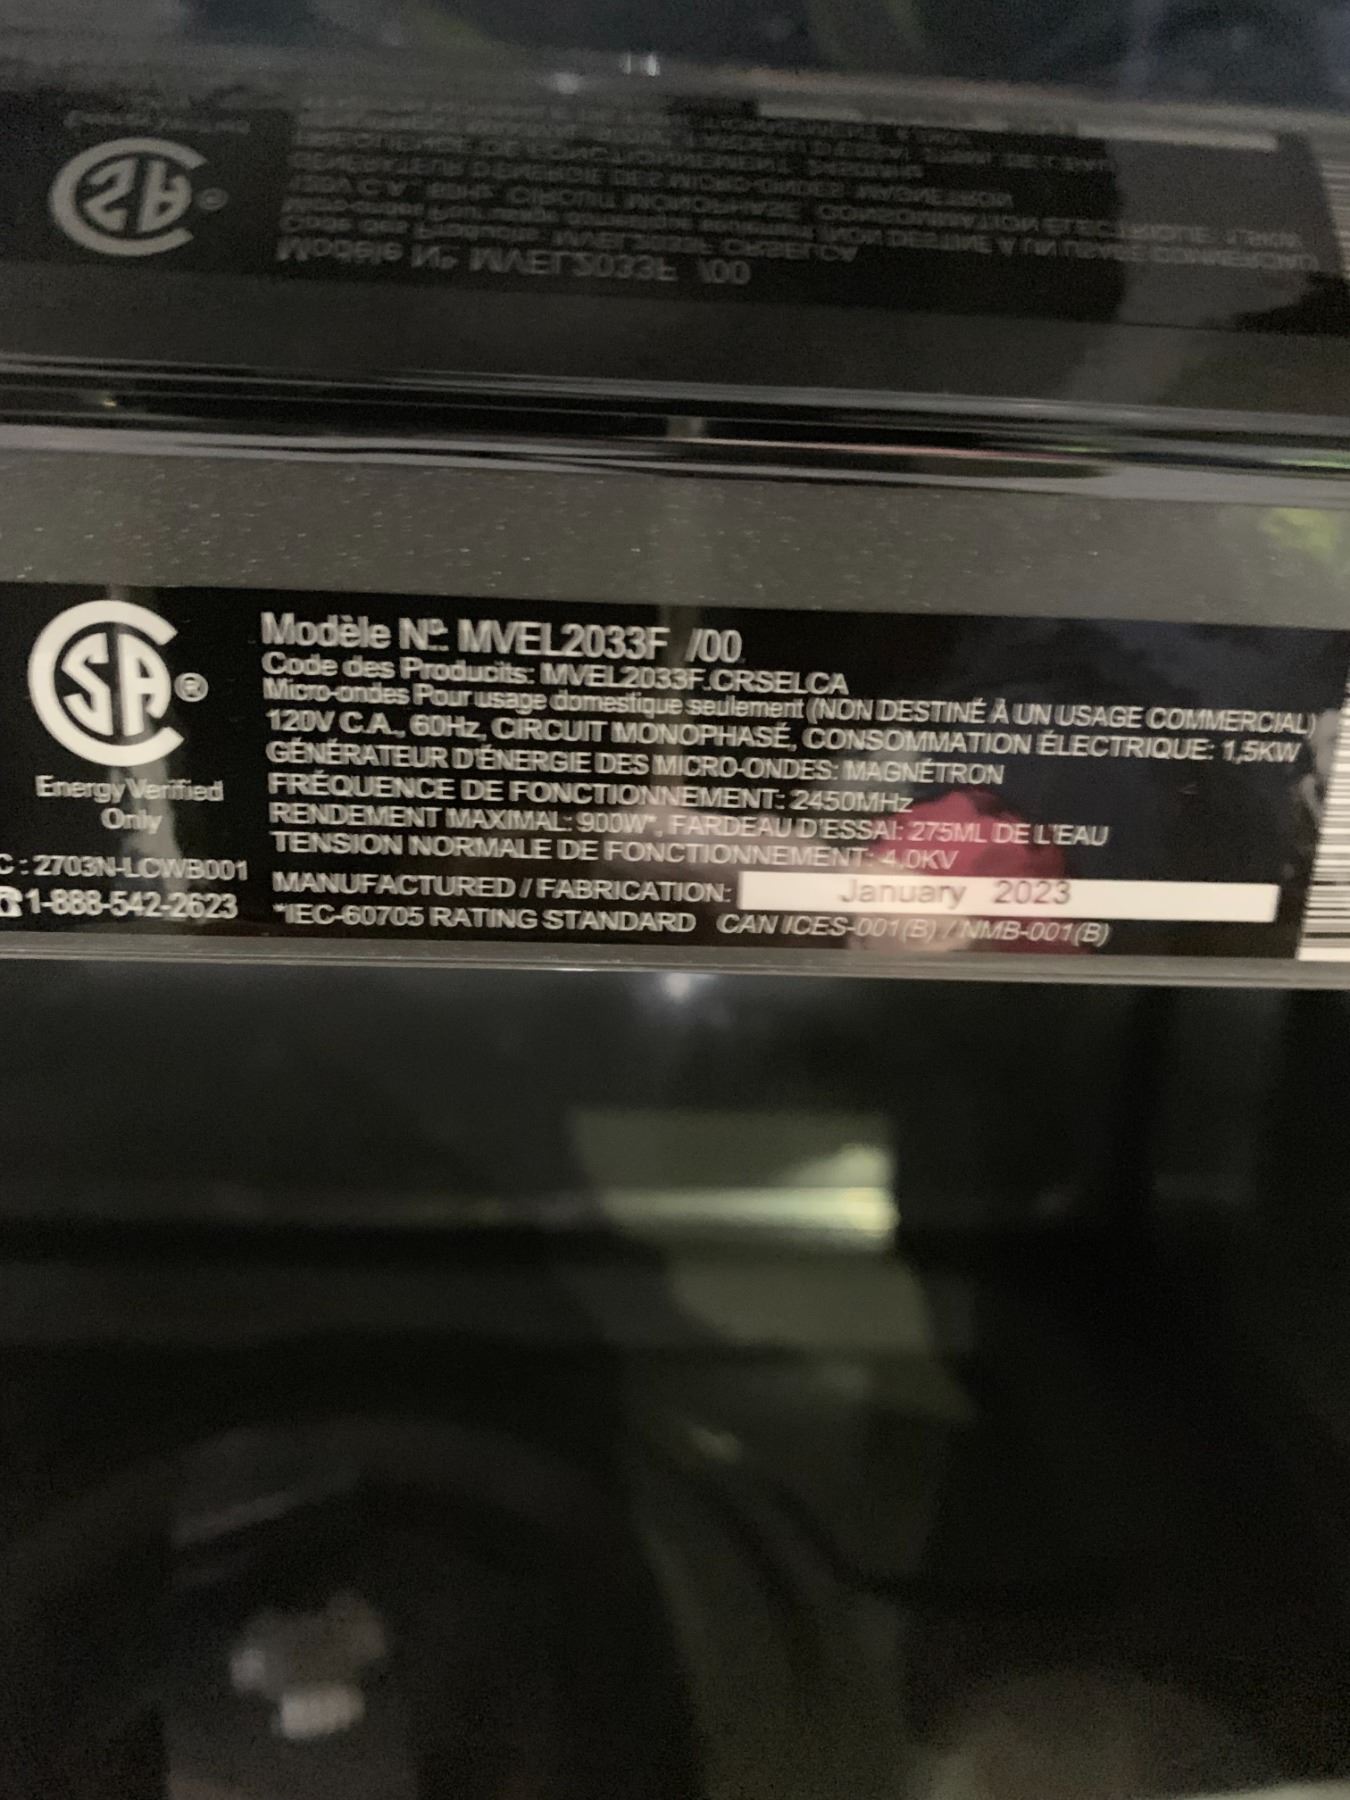 Modèle Nº: MVEL2033F /00
Code des Producits: MVEL2033F.CRSELCA
Micro-ondes Pour usage domestique seulement (NON DESTINÉ À UN USAGE COMMERCIAL)
120V C.A., 60Hz, CIRCUIT MONOPHASÉ, CONSOMMATION ÉLECTRIQUE: 1,5KW
GÉNÉRATEUR D'ÉNERGIE DES MICRO-ONDES: MAGNÉTRON
FRÉQUENCE DE FONCTIONNEMENT: 2450MHz
RENDEMENT MAXIMAL: 900W*, FARDEAU D'ESSAI: 275ML DE L'EAU
TENSION NORMALE DE FONCTIONNEMENT: 4,0KV
MANUFACTURED / FABRICATION: January 2023
*IEC-60705 RATING STANDARD CAN ICES-001(B) / NMB-001(B)
SA®
Energy Verified
Only
C : 2703N-LCWB001
☎1-888-542-2623